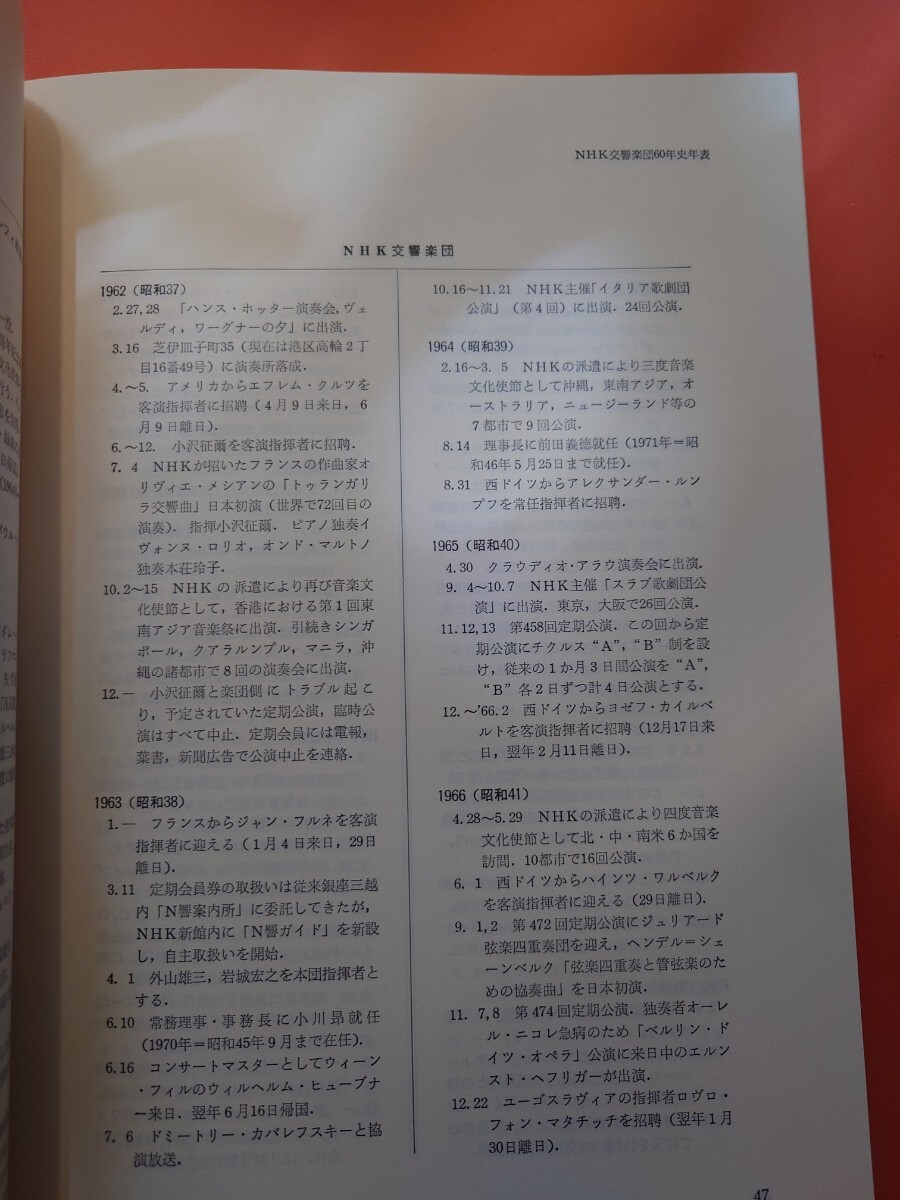 NHK交響楽団60年史年表
NHK交響楽団
1962（昭和37）
2.27,28　「ハンス・ホッター演奏会，ヴェ
ルディ，ワーグナーの夕」に出演．
3.16　芝伊皿子町35（現在は港区高輪２丁
目16番49号）に演奏所落成．
4.〜5.　アメリカからエフレム・クルツを
客演指揮者に招聘（４月９日来日，６
月９日離日）．
6.〜12.　小沢征爾を客演指揮者に招聘．
7. 4　NHKが招いたフランスの作曲家オ
リヴィエ・メシアンの「トゥランガリ
ラ交響曲」日本初演（世界で72回目の
演奏）．指揮小沢征爾．ピアノ独奏イ
ヴォンヌ・ロリオ，オンド・マルトノ
独奏本荘玲子．
10.2〜15　NHKの派遣により再び音楽文
化使節として，香港における第１回東
南アジア音楽祭に出演．引続きシンガ
ポール，クアラルンプル，マニラ，沖
縄の諸都市で８回の演奏会に出演．
12.—　小沢征爾と楽団側にトラブル起こ
り，予定されていた定期公演，臨時公
演はすべて中止．定期会員には電報，
葉書，新聞広告で公演中止を連絡．
1963（昭和38）
1.—　フランスからジャン・フルネを客演
指揮者に迎える（１月４日来日，29日
離日）．
3.11　定期会員券の取扱いは従来銀座三越
内「N響案内所」に委託してきたが，
NHK新館内に「N響ガイド」を新設
し，自主取扱いを開始．
4. 1　外山雄三，岩城宏之を本団指揮者と
する．
6.10　常務理事・事務長に小川昻就任
（1970年＝昭和45年９月まで在任）．
6.16　コンサートマスターとしてウィーン
・フィルのウィルヘルム・ヒューブナ
ー来日．翌年６月16日帰国．
7. 6　ドミートリー・カバレフスキーと協
演放送．
10.16〜11.21　NHK主催「イタリア歌劇団
公演」（第４回）に出演．24回公演．
1964（昭和39）
2.16〜3. 5　NHKの派遣により三度音楽
文化使節として沖縄，東南アジア，オ
ーストラリア，ニュージーランド等の
７都市で９回公演．
8.14　理事長に前田義徳就任（1971年＝昭
和46年５月25日まで就任）．
8.31　西ドイツからアレクサンダー・ルン
プフを常任指揮者に招聘．
1965（昭和40）
4.30　クラウディオ・アラウ演奏会に出演．
9. 4〜10.7　NHK主催「スラブ歌劇団公
演」に出演．東京，大阪で26回公演．
11.12,13　第458回定期公演．この回から定
期公演にチクルス“A”，“B”制を設
け，従来の１か月３日間公演を“A”，
“B”各２日ずつ計４日公演とする．
12.〜'66.2　西ドイツからヨゼフ・カイルベ
ルトを客演指揮者に招聘（12月17日来
日，翌年２月11日離日）．
1966（昭和41）
4.28〜5.29　NHKの派遣により四度音楽
文化使節として北・中・南米６か国を
訪問．10都市で16回公演．
6. 1　西ドイツからハインツ・ワルベルク
を客演指揮者に迎える（29日離日）．
9. 1,2　第472回定期公演にジュリアード
弦楽四重奏団を迎え，ヘンデル＝シェ
ーンベルク「弦楽四重奏と管弦楽のた
めの協奏曲」を日本初演．
11. 7,8　第474回定期公演．独奏者オーレ
ル・ニコレ急病のため「ベルリン・ド
イツ・オペラ」公演に来日中のエルン
スト・ヘフリガーが出演．
12.22　ユーゴスラヴィアの指揮者ロヴロ・
フォン・マタチッチを招聘（翌年１月
30日離日）．
47